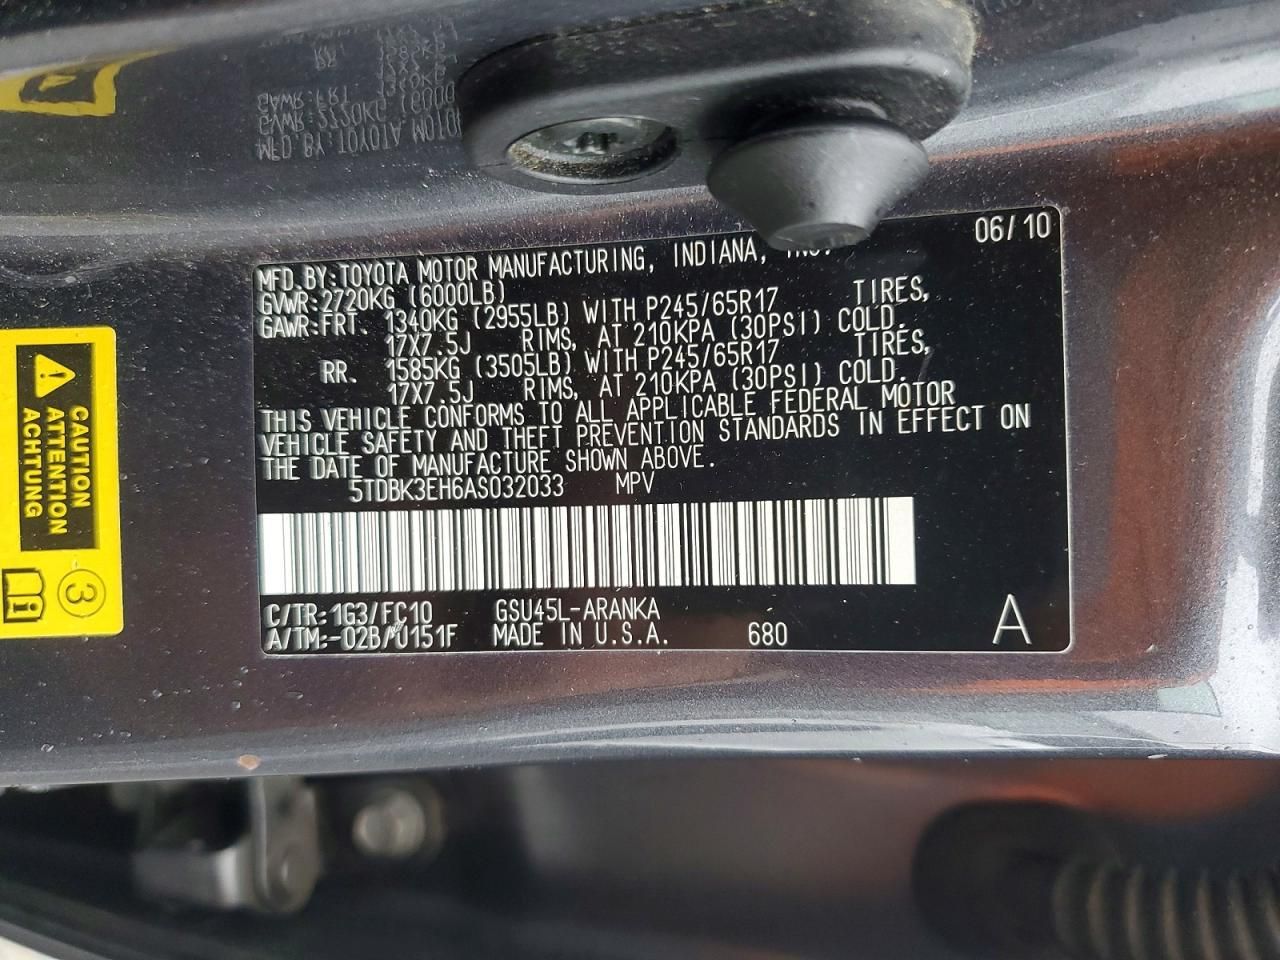 06/10
MFD.BY:TOYOTA MOTOR MANUFACTURING, INDIANA, INC.
GVWR:2720KG (6000LB)
GAWR:FRT. 1340KG (2955LB) WITH P245/65R17 TIRES,
17X7.5J RIMS, AT 210KPA (30PSI) COLD.
RR. 1585KG (3505LB) WITH P245/65R17 TIRES,
17X7.5J RIMS, AT 210KPA (30PSI) COLD.
THIS VEHICLE CONFORMS TO ALL APPLICABLE FEDERAL MOTOR
VEHICLE SAFETY AND THEFT PREVENTION STANDARDS IN EFFECT ON
THE DATE OF MANUFACTURE SHOWN ABOVE.
5TDBK3EH6AS032033 MPV
C/TR:1G3/FC10 GSU45L-ARANKA
A/TM:-02B/U151F MADE IN U.S.A. 680 A
CAUTION
ATTENTION
ACHTUNG
3